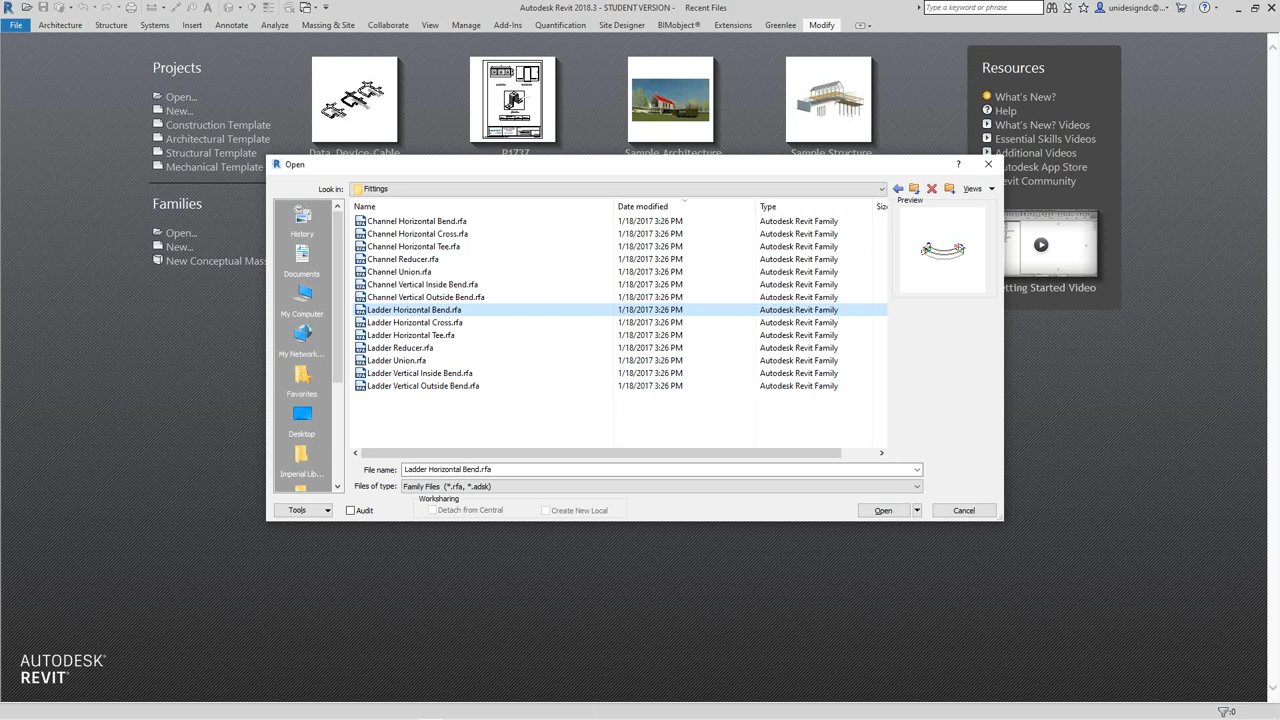 Autodesk Revit 2018.3 - STUDENT VERSION - Recent Files
Type a keyword or phrase
unidesigndc@...
File Architecture Structure Systems Insert Annotate Analyze Massing & Site Collaborate View Manage Add-Ins Quantification Site Designer BIMobject® Extensions Greenlee Modify
Projects
Open...
New...
Construction Template
Architectural Template
Structural Template
Mechanical Template
Families
Open...
New...
New Conceptual Mass
Data_Device-Cable
Sample Architecture
Sample Structure
Resources
What's New?
Help
What's New? Videos
Essential Skills Videos
Additional Videos
utodesk App Store
evit Community
etting Started Video
Open
Look in: Fittings
Views
Preview
Name Date modified Type Siz
Channel Horizontal Bend.rfa 1/18/2017 3:26 PM Autodesk Revit Family
Channel Horizontal Cross.rfa 1/18/2017 3:26 PM Autodesk Revit Family
Channel Horizontal Tee.rfa 1/18/2017 3:26 PM Autodesk Revit Family
Channel Reducer.rfa 1/18/2017 3:26 PM Autodesk Revit Family
Channel Union.rfa 1/18/2017 3:26 PM Autodesk Revit Family
Channel Vertical Inside Bend.rfa 1/18/2017 3:26 PM Autodesk Revit Family
Channel Vertical Outside Bend.rfa 1/18/2017 3:26 PM Autodesk Revit Family
Ladder Horizontal Bend.rfa 1/18/2017 3:26 PM Autodesk Revit Family
Ladder Horizontal Cross.rfa 1/18/2017 3:26 PM Autodesk Revit Family
Ladder Horizontal Tee.rfa 1/18/2017 3:26 PM Autodesk Revit Family
Ladder Reducer.rfa 1/18/2017 3:26 PM Autodesk Revit Family
Ladder Union.rfa 1/18/2017 3:26 PM Autodesk Revit Family
Ladder Vertical Inside Bend.rfa 1/18/2017 3:26 PM Autodesk Revit Family
Ladder Vertical Outside Bend.rfa 1/18/2017 3:26 PM Autodesk Revit Family
History
Documents
My Computer
My Network...
Favorites
Desktop
Imperial Lib...
File name: Ladder Horizontal Bend.rfa
Files of type: Family Files (*.rfa, *.adsk)
Worksharing
Tools Audit Detach from Central Create New Local Open Cancel
AUTODESK®
REVIT®
:0